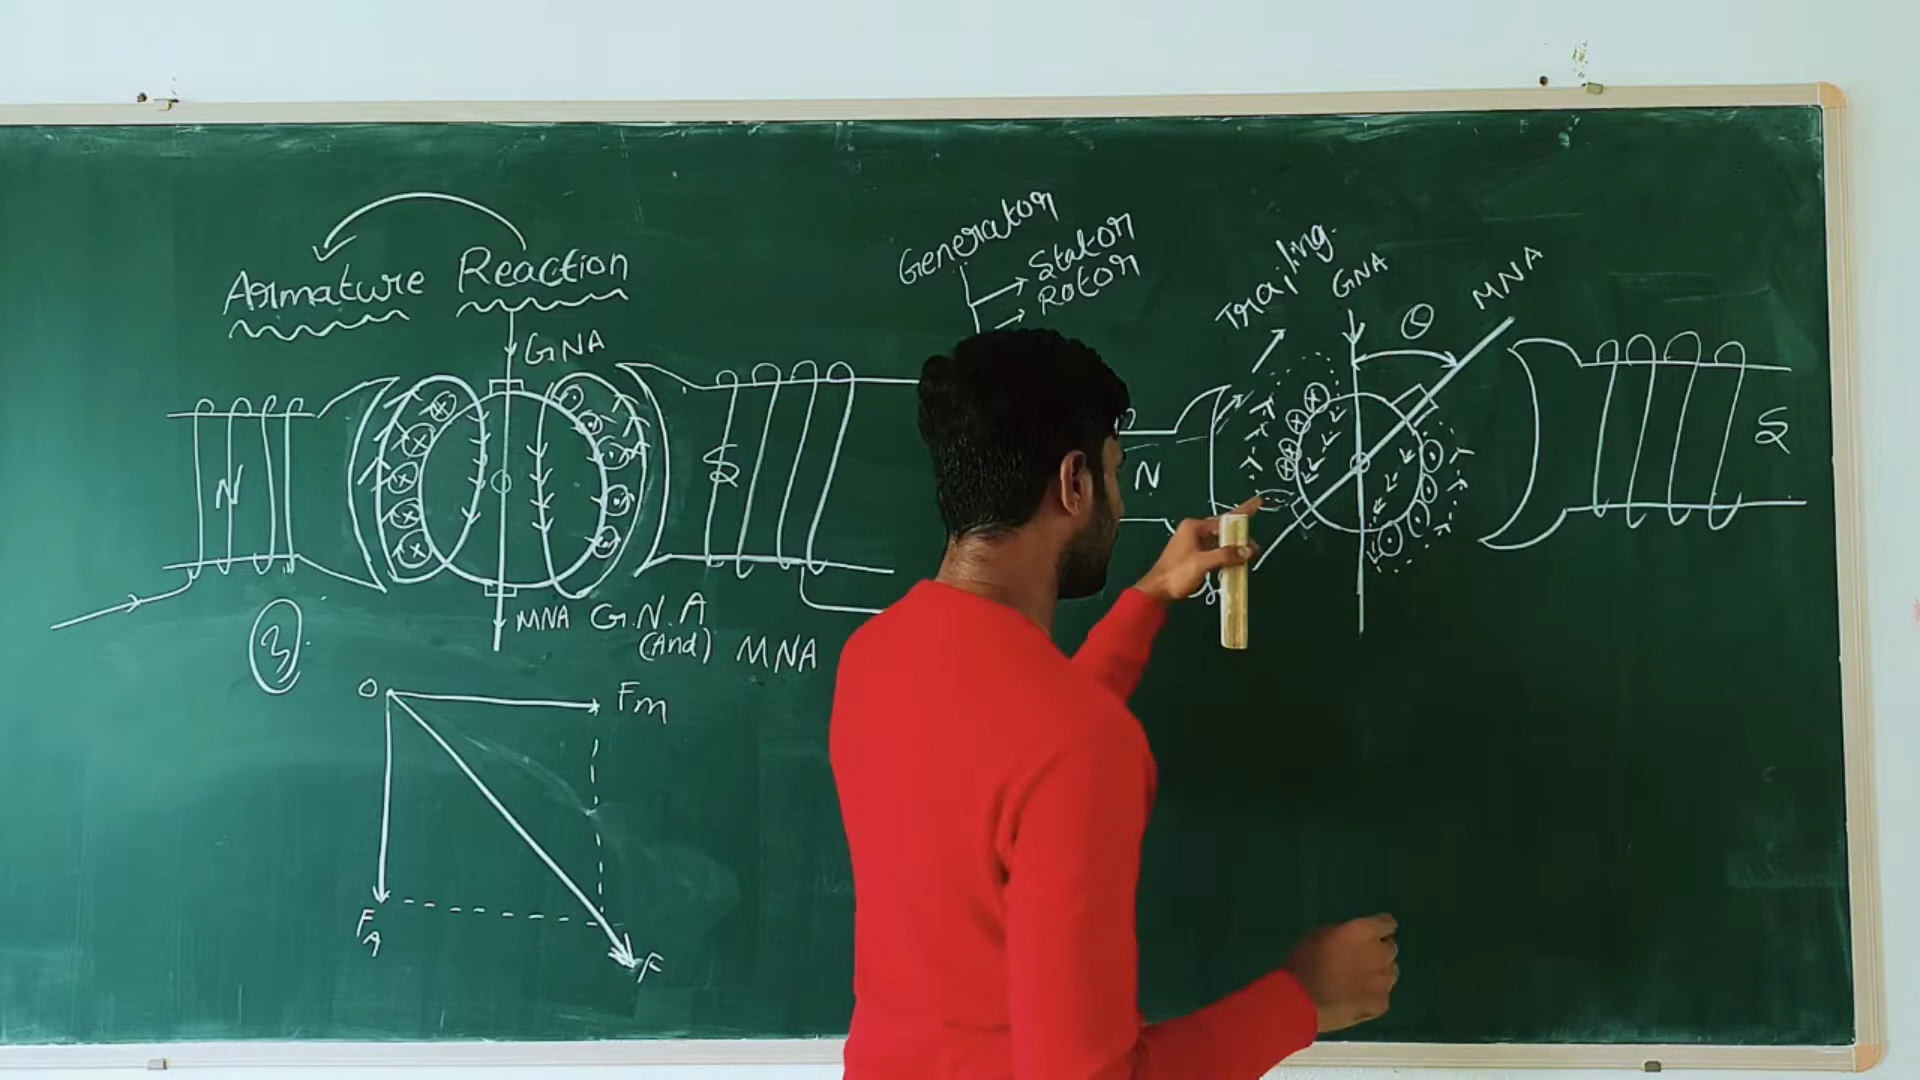 Armature Reaction
GNA
N
S
MNA G.N.A
(And) MNA
3
O
Fm
FA
F
Generator
Stator
Rotor
Trailing
GNA
θ
MNA
N
S